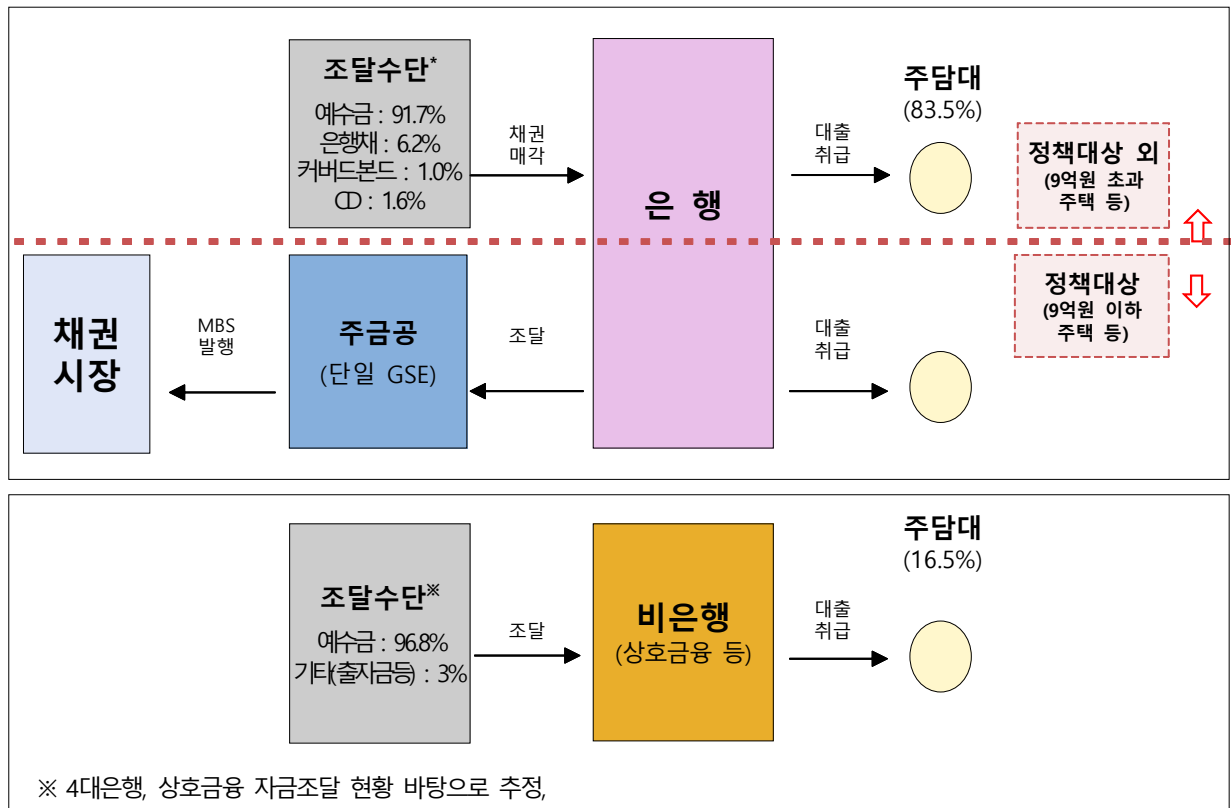 조달수단*
예수금 : 91.7%
은행채 : 6.2%
커버드본드 : 1.0%
CD : 1.6%
채권
매각
은 행
대출
취급
주담대
(83.5%)
정책대상 외
(9억원 초과
주택 등)
채권
시장
MBS
발행
주금공
(단일 GSE)
조달
대출
취급
정책대상
(9억원 이하
주택 등)
조달수단※
예수금 : 96.8%
기타(출자금등) : 3%
조달
비은행
(상호금융 등)
대출
취급
주담대
(16.5%)
※ 4대은행, 상호금융 자금조달 현황 바탕으로 추정,